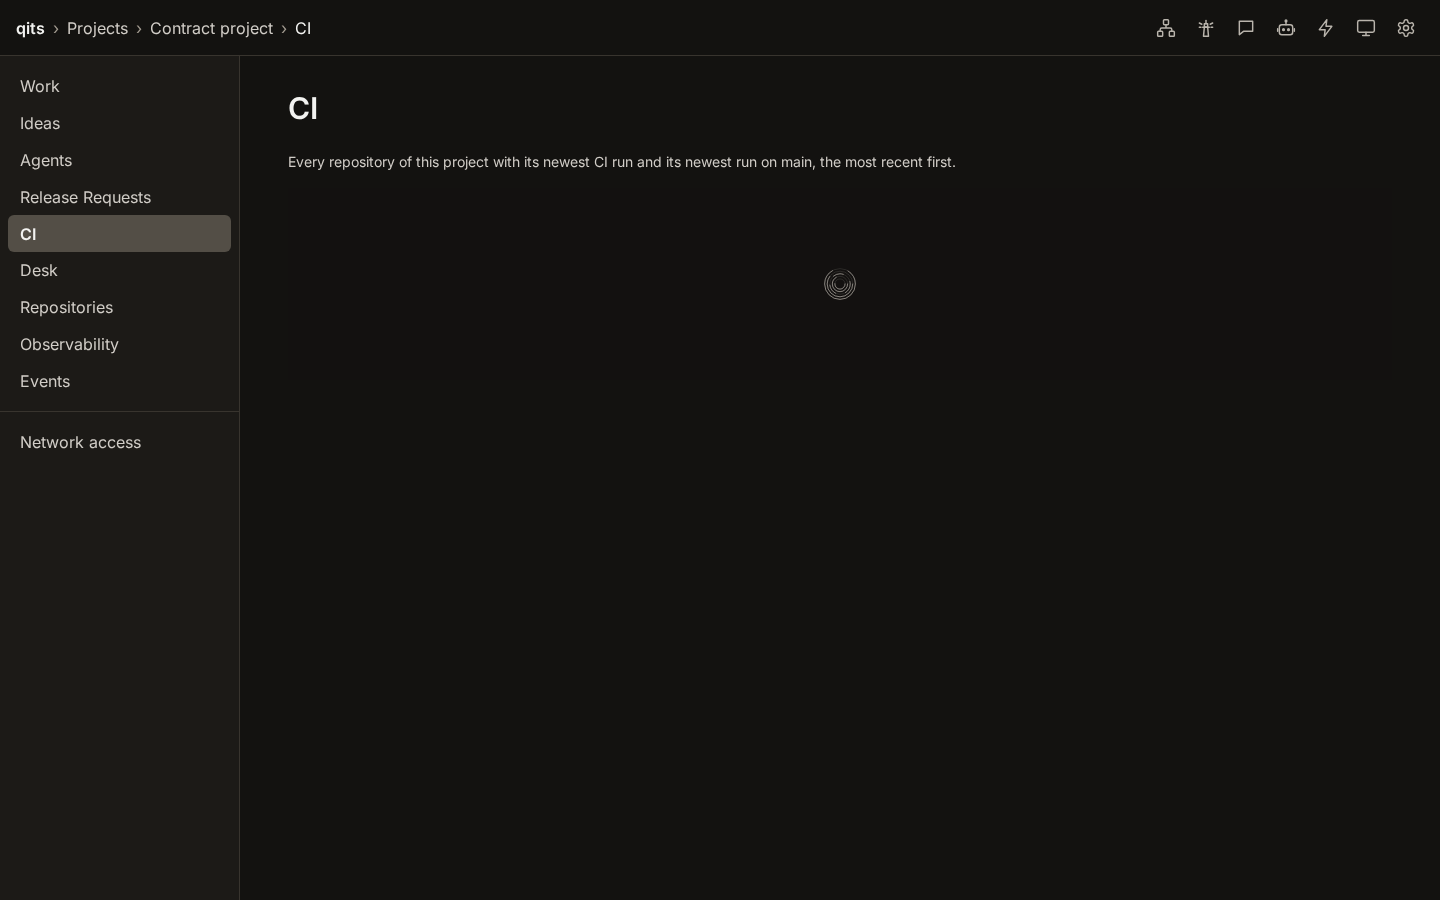 qits › Projects › Contract project › CI
Work
Ideas
Agents
Release Requests
CI
Desk
Repositories
Observability
Events
Network access
CI
Every repository of this project with its newest CI run and its newest run on main, the most recent first.